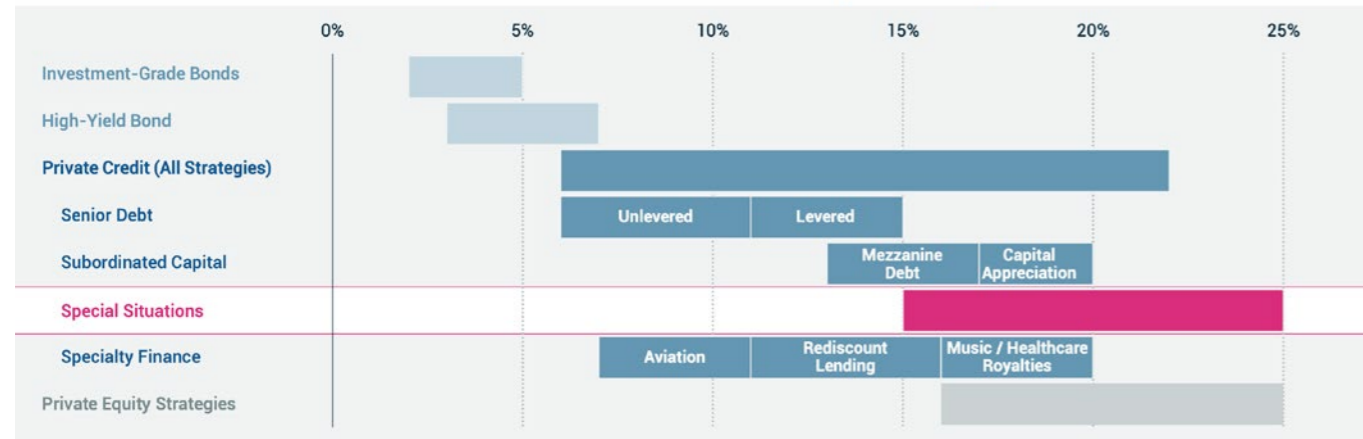 0% 5% 10% 15% 20% 25%
Investment-Grade Bonds
High-Yield Bond
Private Credit (All Strategies)
Senior Debt
Unlevered
Levered
Subordinated Capital
Mezzanine
Debt
Capital
Appreciation
Special Situations
Specialty Finance
Aviation
Rediscount
Lending
Music / Healthcare
Royalties
Private Equity Strategies